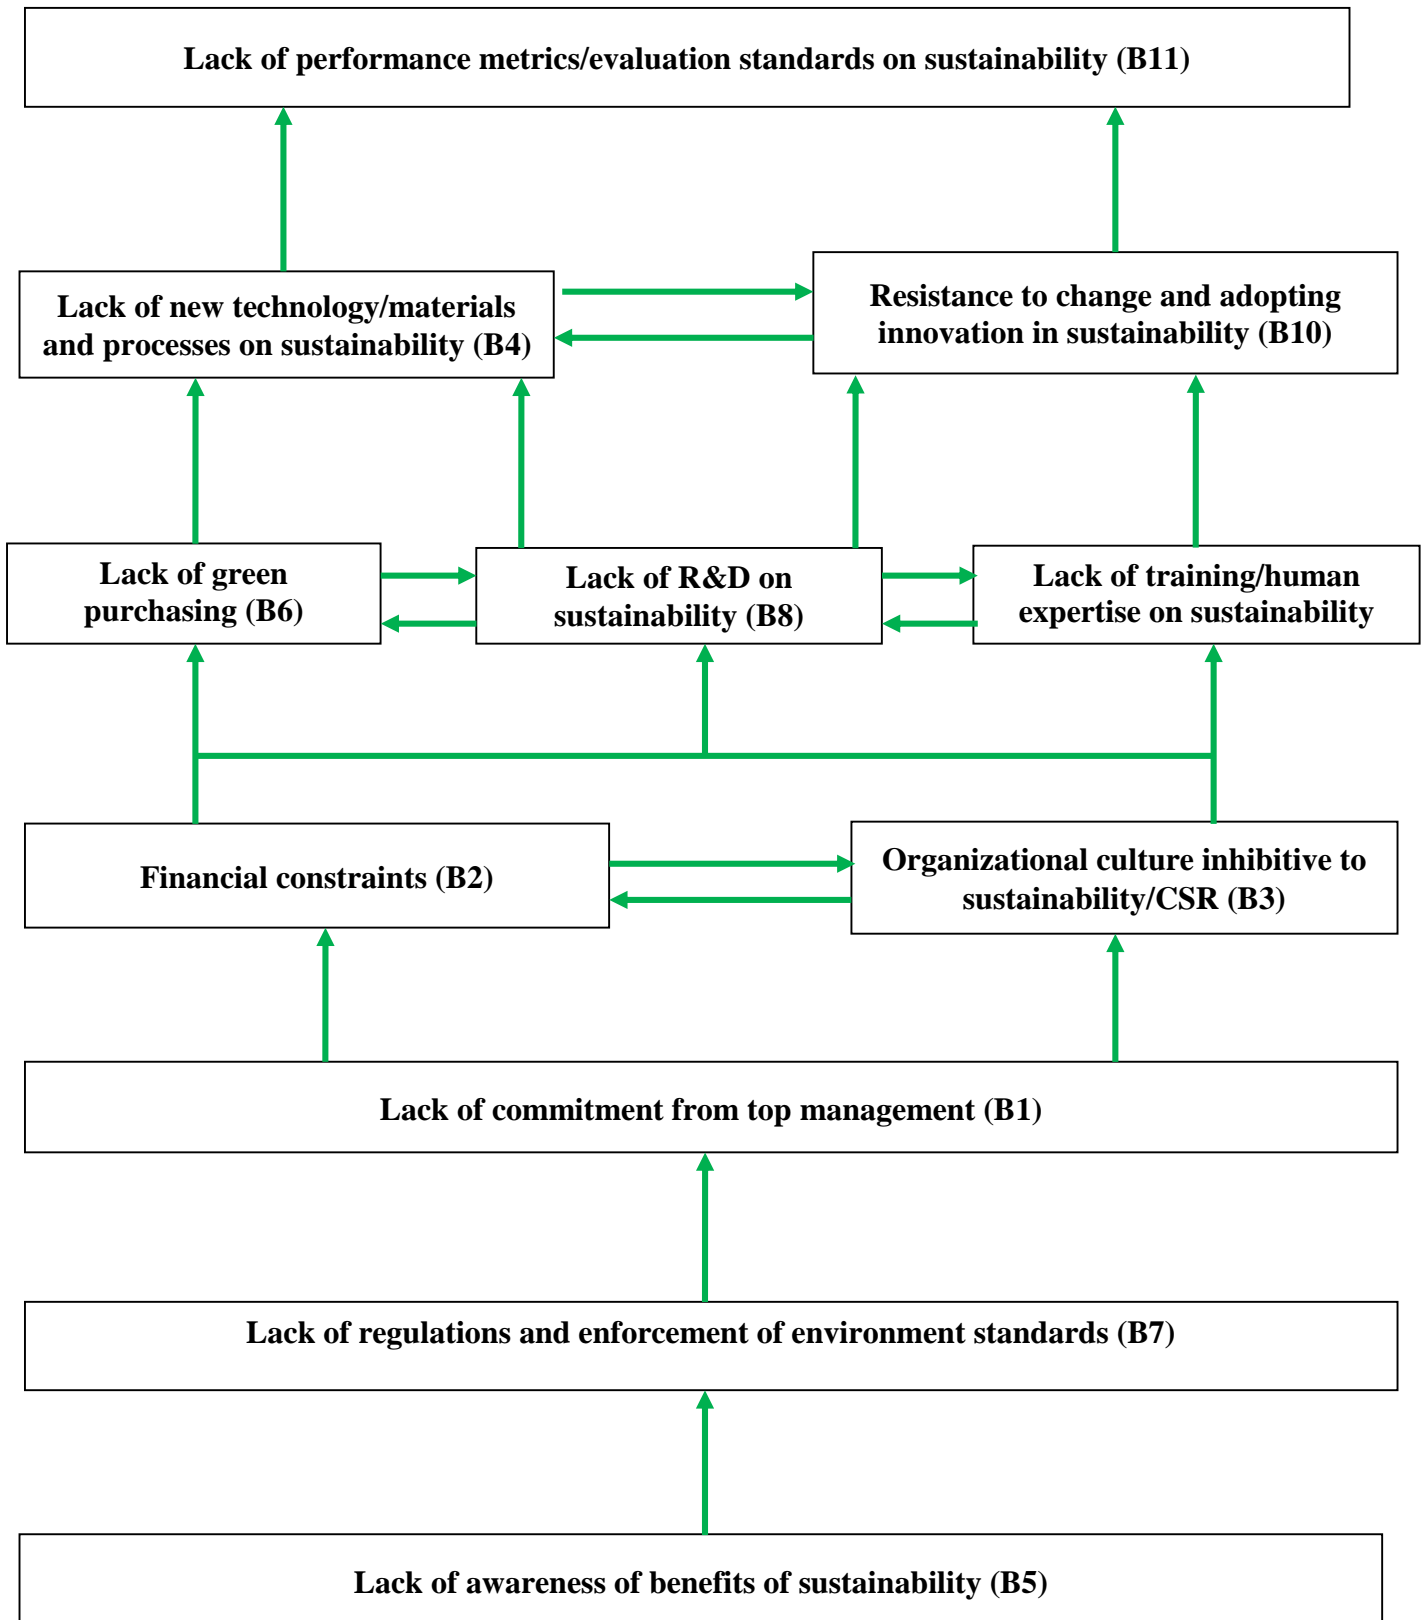 Lack of performance metrics/evaluation standards on sustainability (B11)
Lack of new technology/materials
and processes on sustainability (B4)
Resistance to change and adopting
innovation in sustainability (B10)
Lack of green
purchasing (B6)
Lack of R&D on
sustainability (B8)
Lack of training/human
expertise on sustainability
Financial constraints (B2)
Organizational culture inhibitive to
sustainability/CSR (B3)
Lack of commitment from top management (B1)
Lack of regulations and enforcement of environment standards (B7)
Lack of awareness of benefits of sustainability (B5)